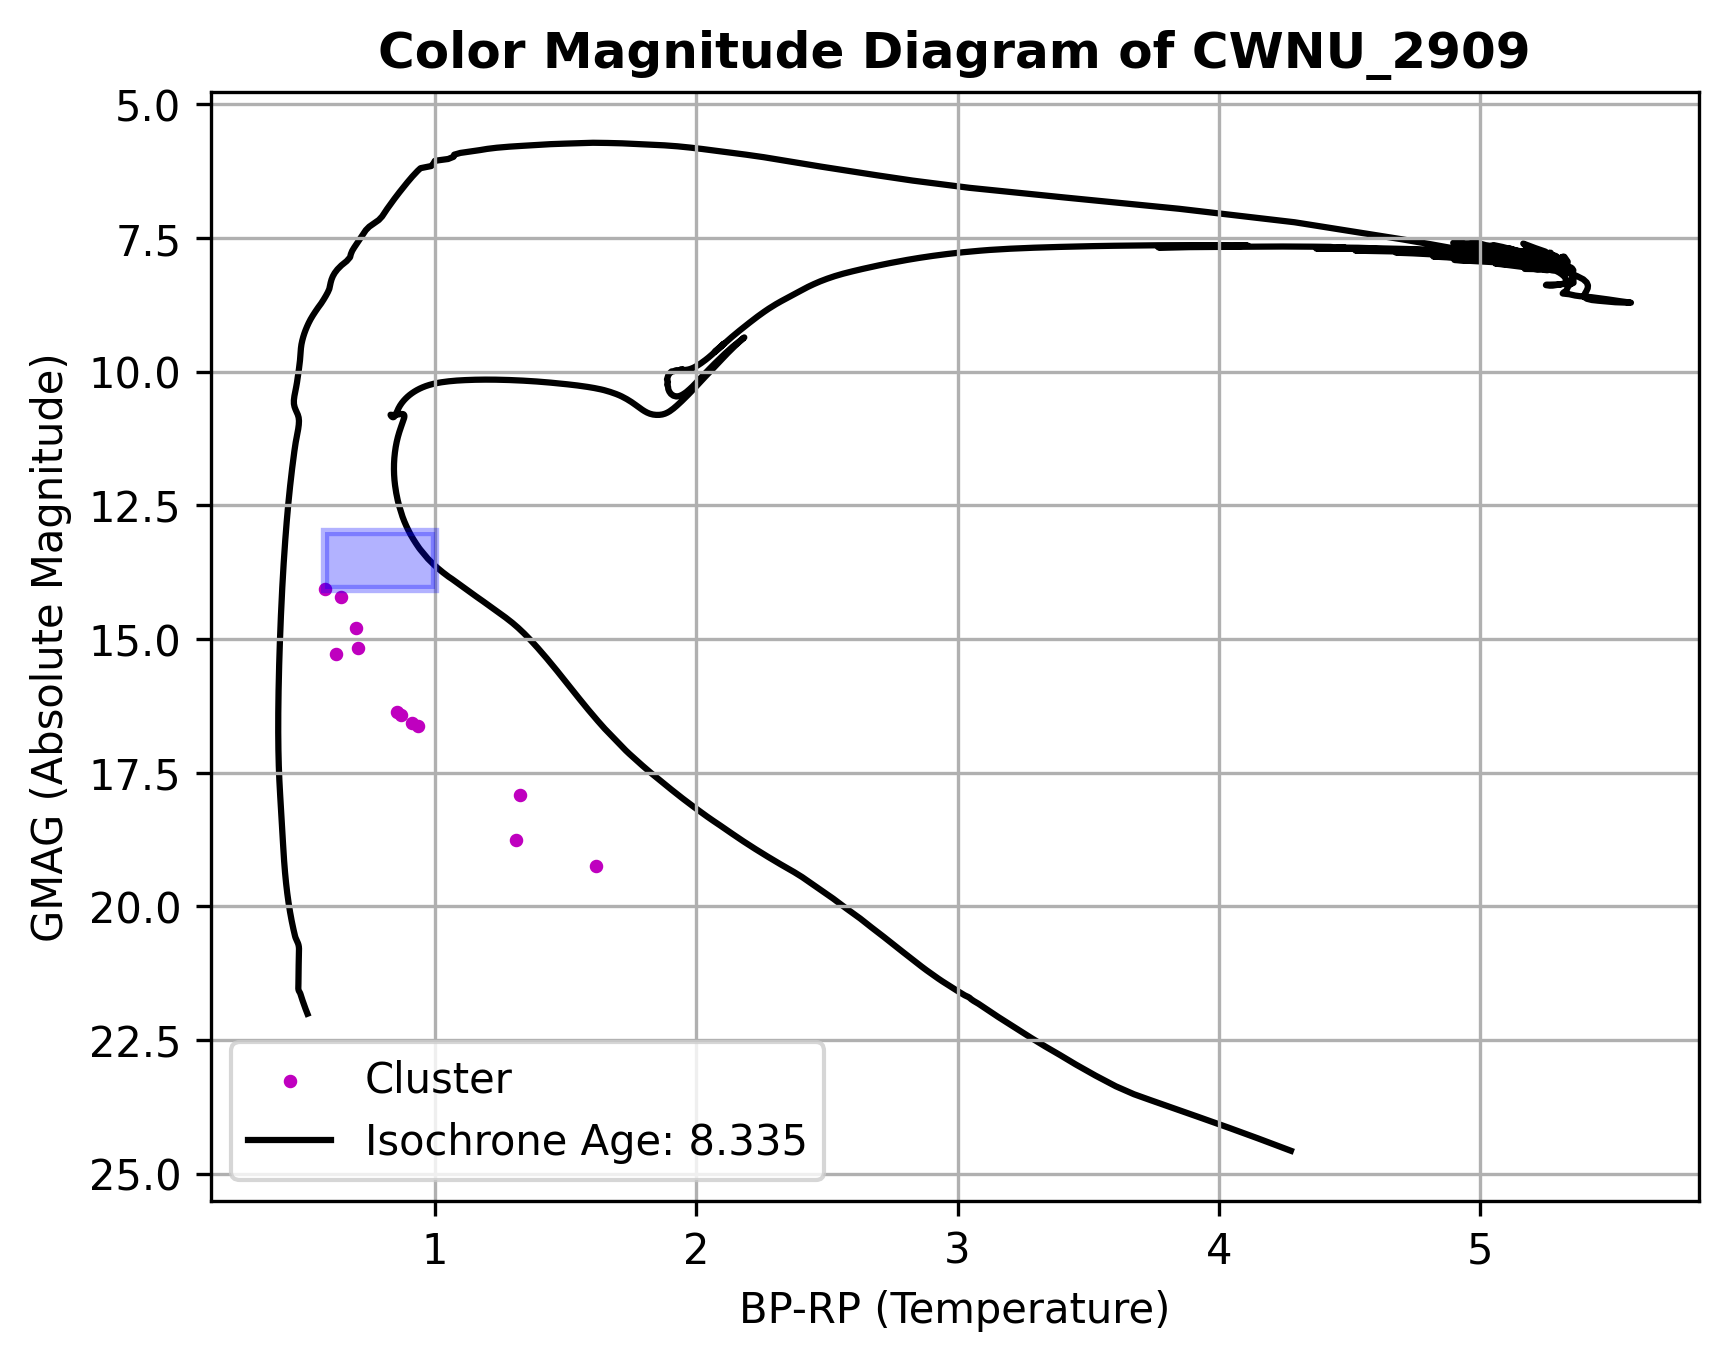 Color Magnitude Diagram of CWNU_2909
GMAG (Absolute Magnitude)
5.0
7.5
10.0
12.5
15.0
17.5
20.0
22.5
25.0
Cluster
Isochrone Age: 8.335
1 2 3 4 5
BP-RP (Temperature)